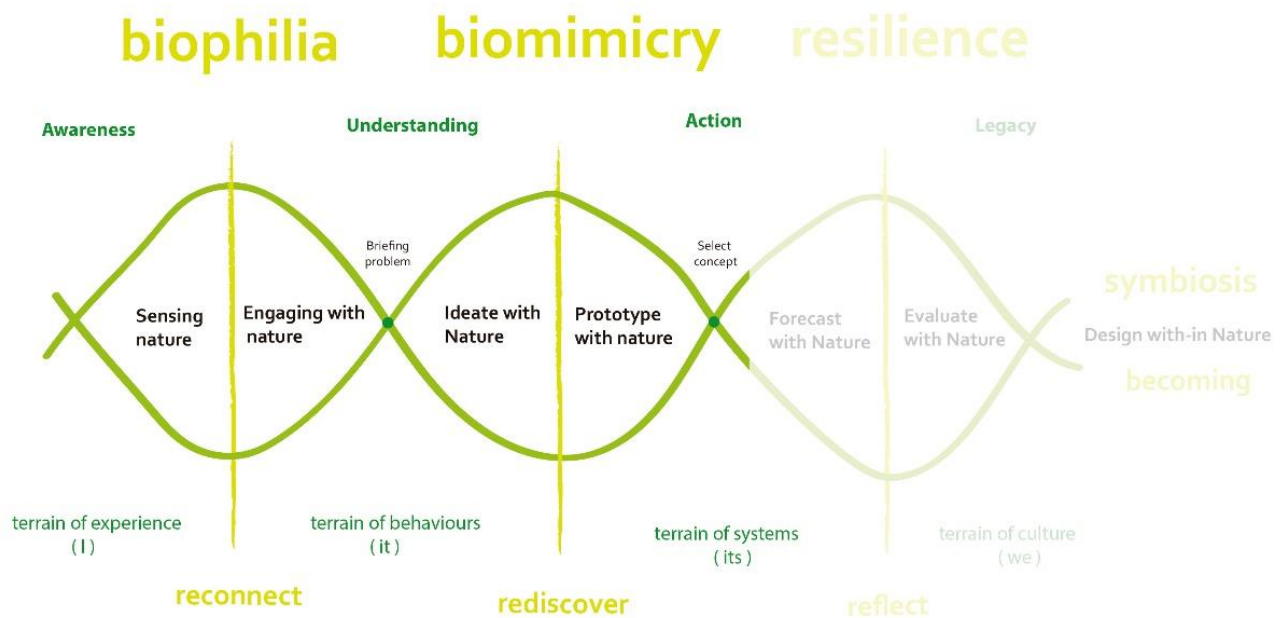 biophilia biomimicry resilience
Awareness Understanding Action Legacy
Briefing
problem
Select
concept
Sensing
nature
Engaging with
nature
Ideate with
Nature
Prototype
with nature
Forecast
with Nature
Evaluate
with Nature
symbiosis
Design with-in Nature
becoming
terrain of experience
( I )
terrain of behaviours
( it )
terrain of systems
( its )
terrain of culture
( we )
reconnect rediscover reflect